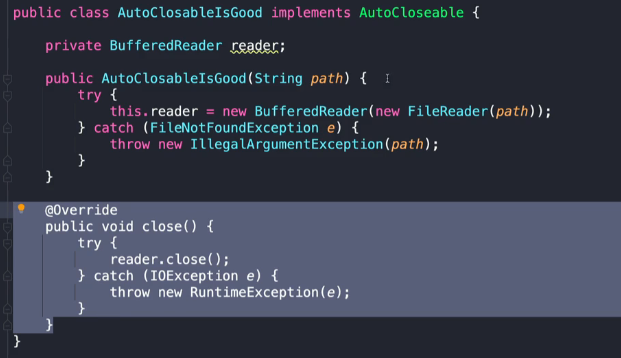 public class AutoClosableIsGood implements AutoCloseable {
private BufferedReader reader;
public AutoClosableIsGood(String path) {
try {
this.reader = new BufferedReader(new FileReader(path));
} catch (FileNotFoundException e) {
throw new IllegalArgumentException(path);
}
}
@Override
public void close() {
try {
reader.close();
} catch (IOException e) {
throw new RuntimeException(e);
}
}
}